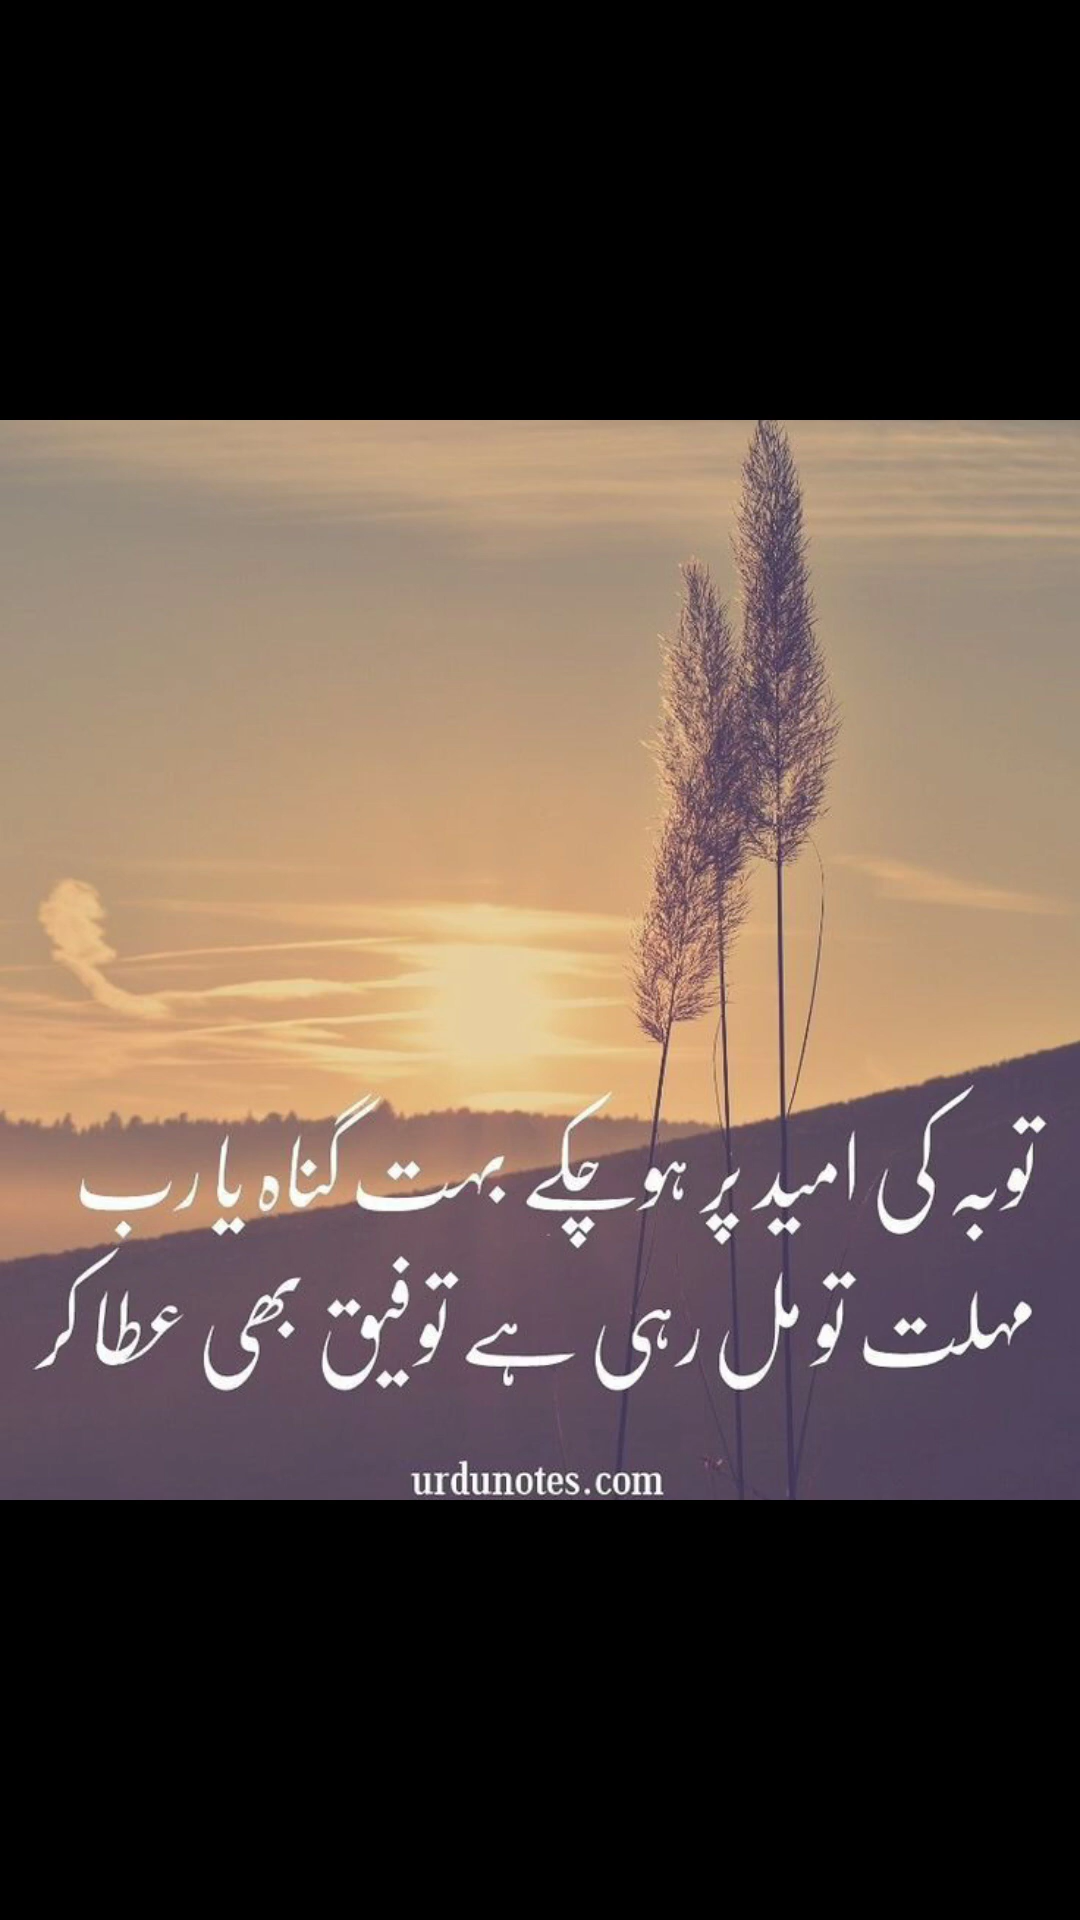 توبہ کی امید پر ہو چکے بہت گناہ یا رب
مہلت تو مل رہی ہے توفیق بھی عطا کر
urdunotes.com